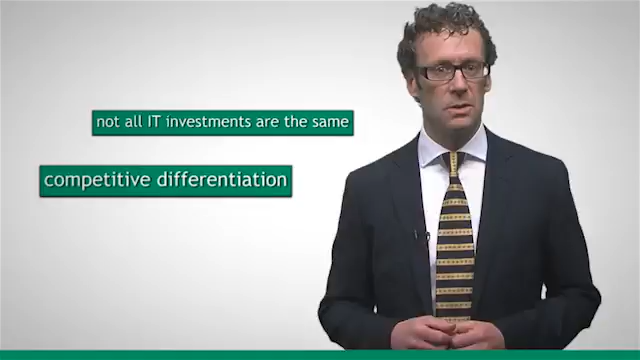 not all IT investments are the same
competitive differentiation